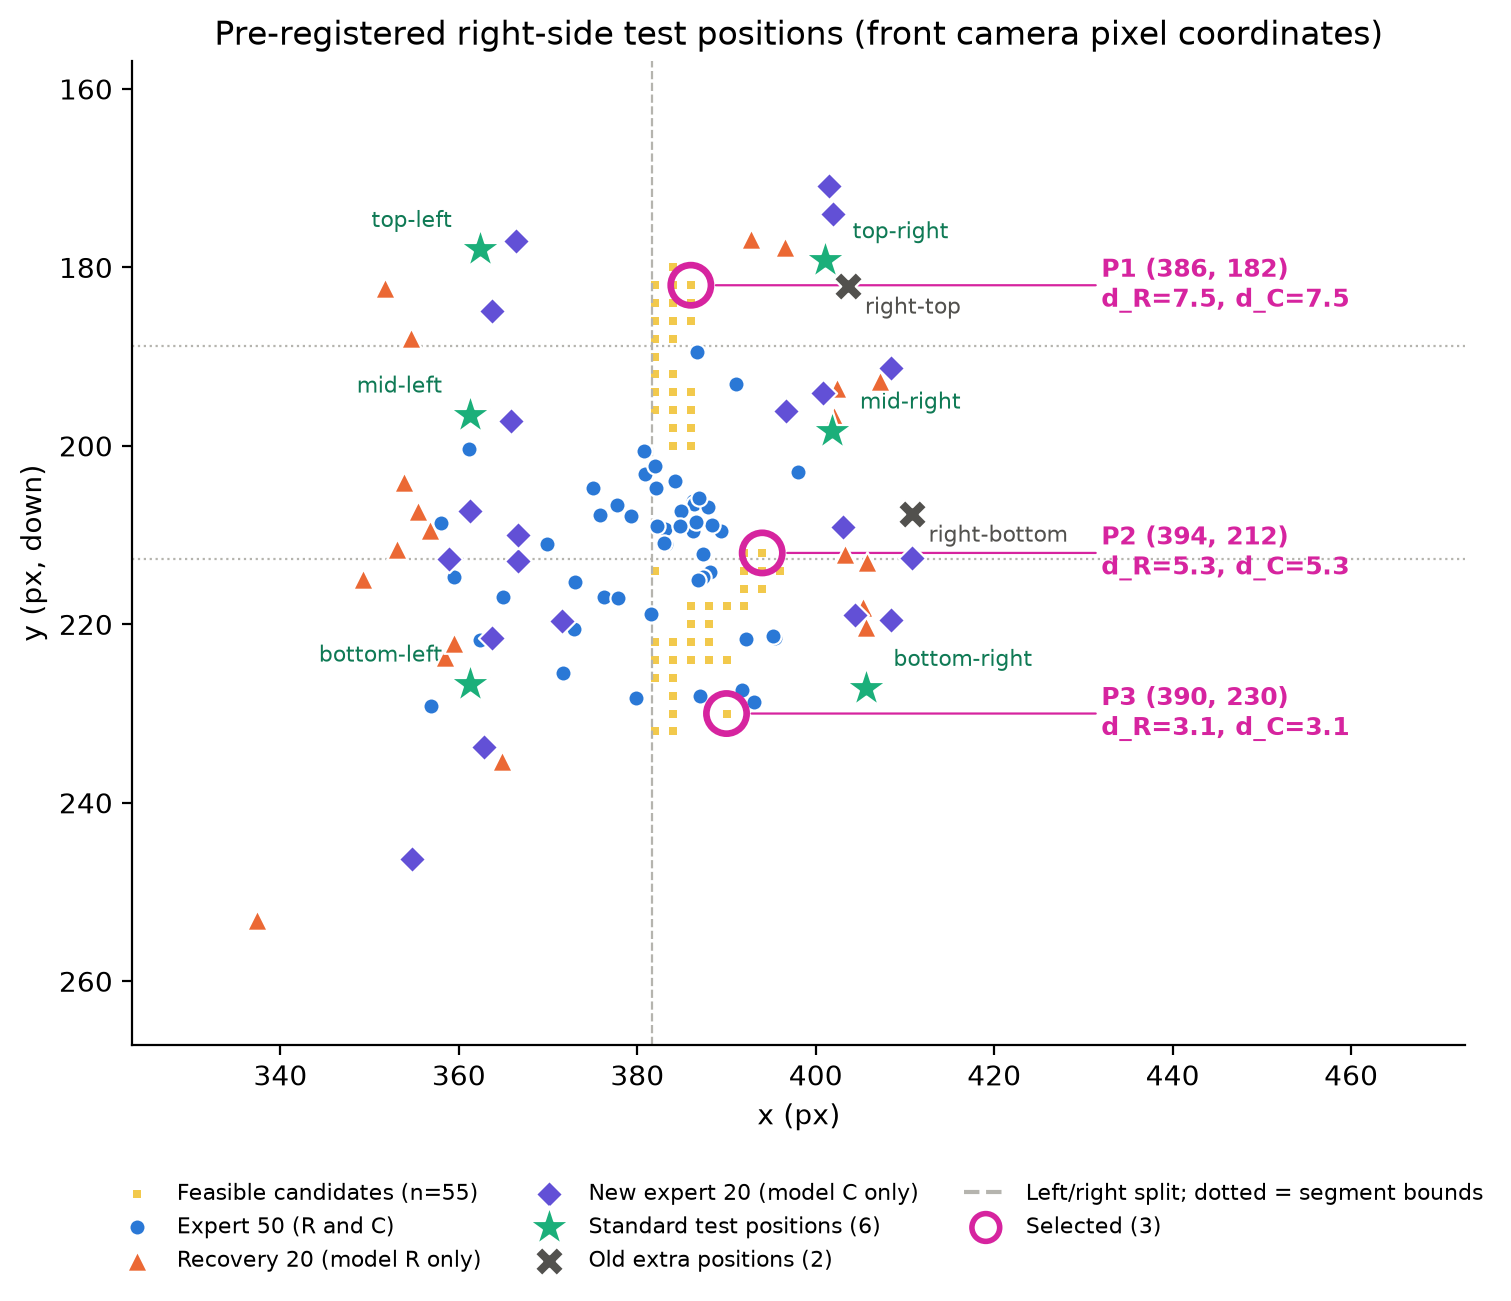 Pre-registered right-side test positions (front camera pixel coordinates)
160
180
200
220
240
260
y (px, down)
top-left
top-right
P1 (386, 182)
d_R=7.5, d_C=7.5
right-top
mid-left
mid-right
right-bottom
P2 (394, 212)
d_R=5.3, d_C=5.3
bottom-left
bottom-right
P3 (390, 230)
d_R=3.1, d_C=3.1
340
360
380
400
420
440
460
x (px)
Feasible candidates (n=55)
Expert 50 (R and C)
Recovery 20 (model R only)
New expert 20 (model C only)
Standard test positions (6)
Old extra positions (2)
Left/right split; dotted = segment bounds
Selected (3)